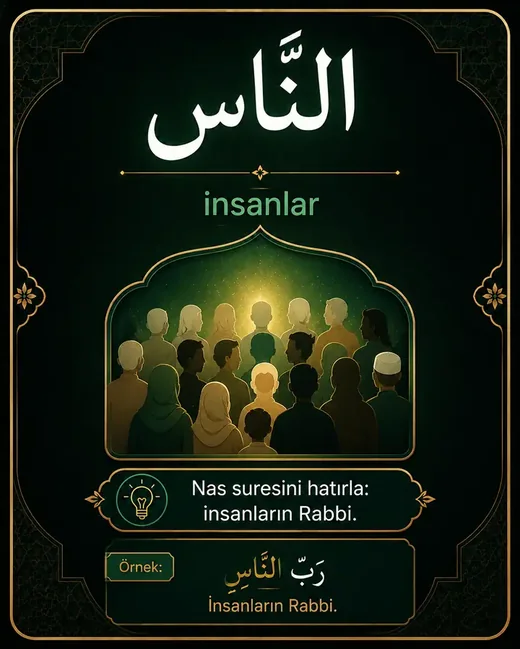 النَّاس
insanlar
Nas suresini hatırla:
insanların Rabbi.
Örnek:
رَبّ النَّاسِ
İnsanların Rabbi.